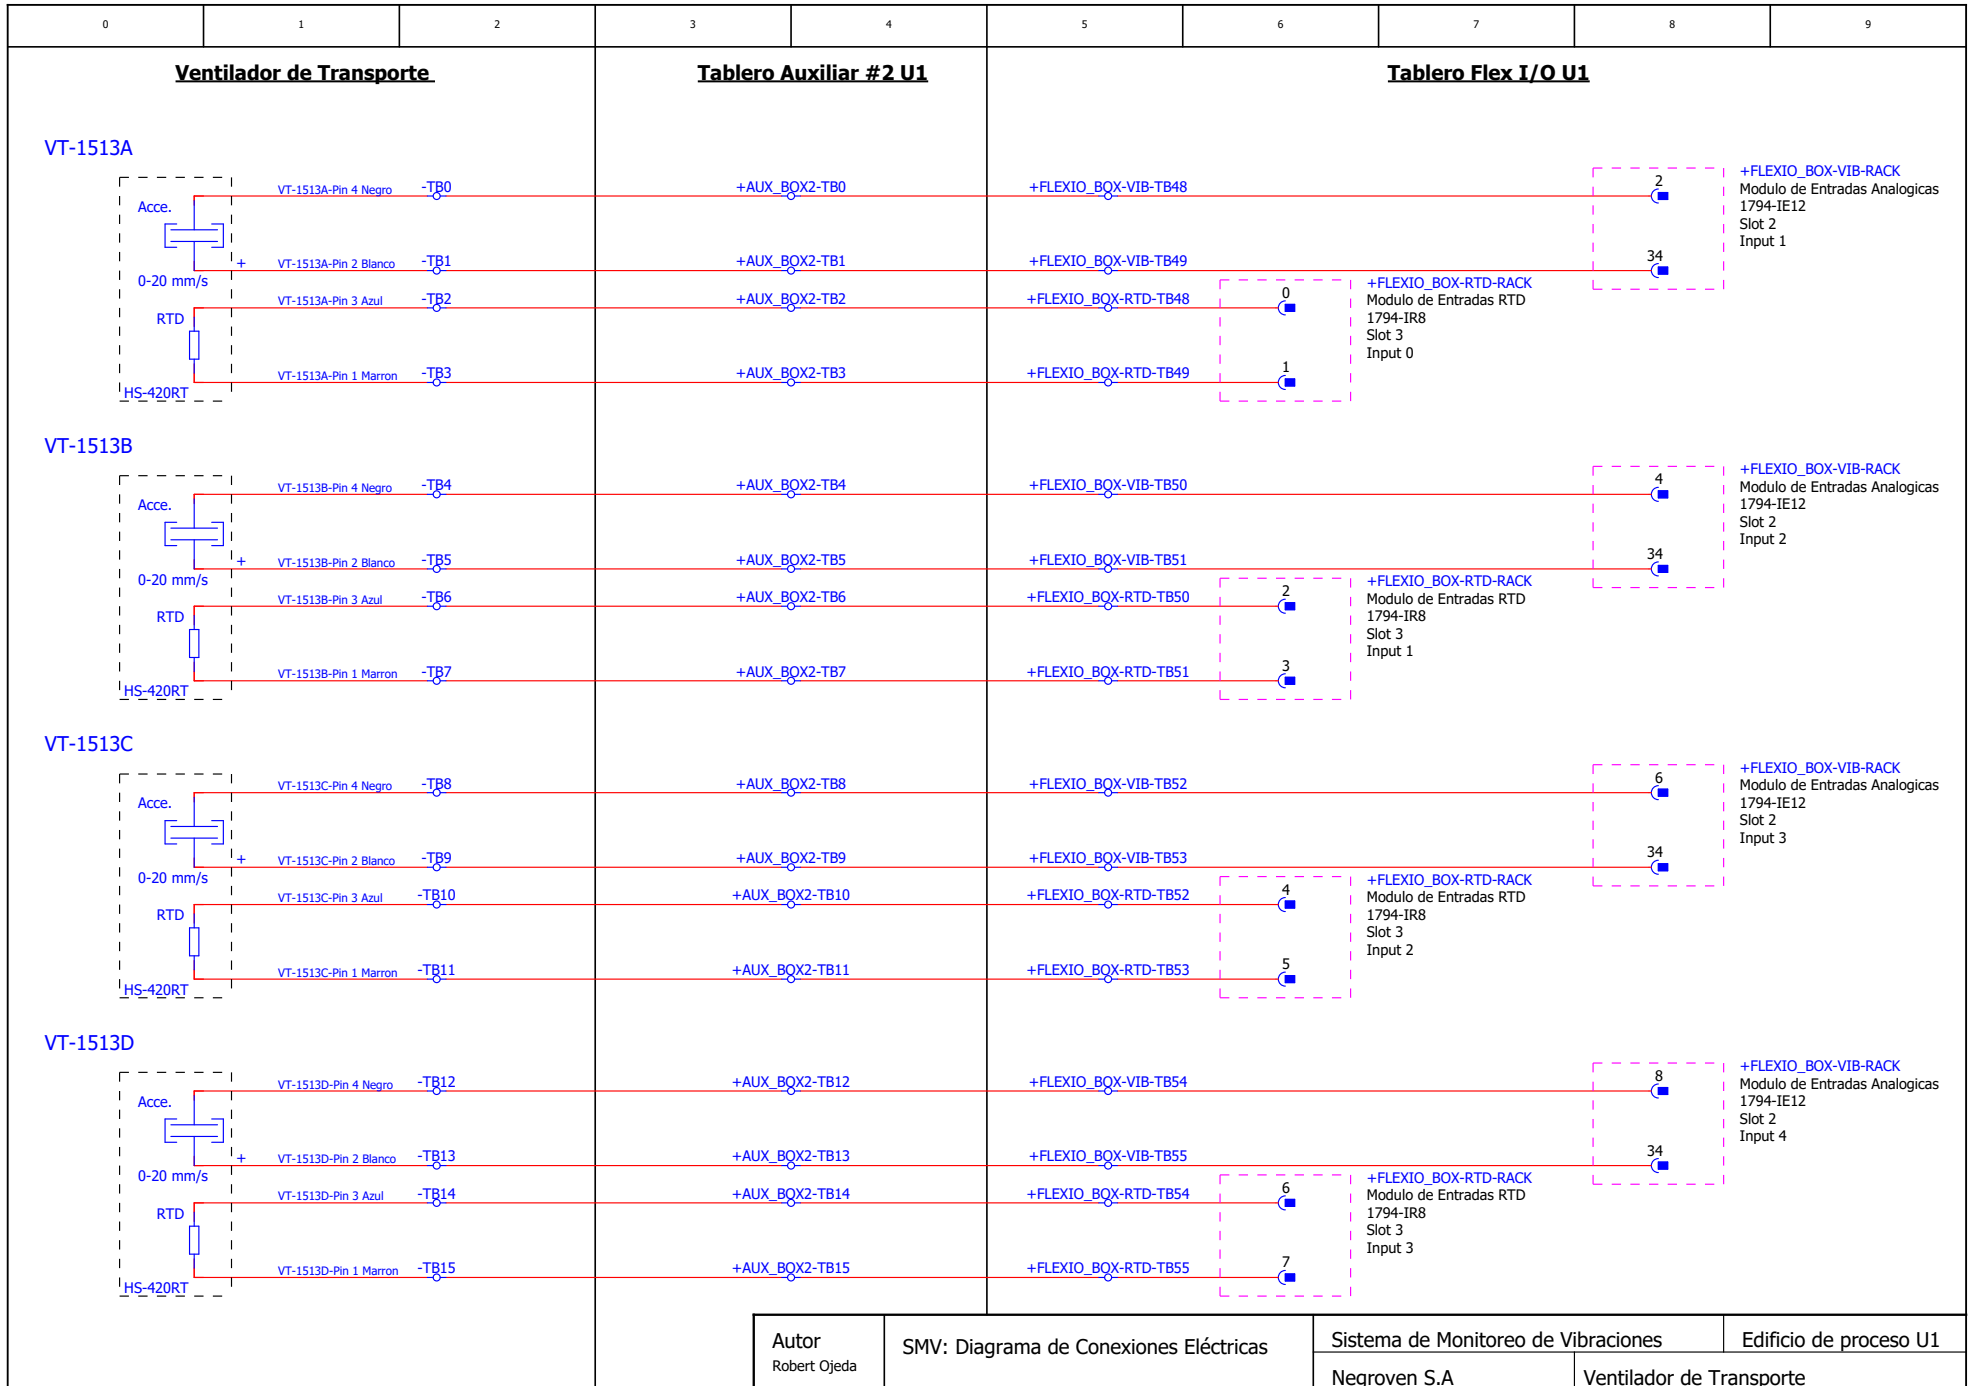 0 1 2 3 4 5 6 7 8 9
Ventilador de Transporte
Tablero Auxiliar #2 U1
Tablero Flex I/O U1
VT-1513A
Acce.
0-20 mm/s
RTD
HS-420RT
+
VT-1513A-Pin 4 Negro -TB0 +AUX_BOX2-TB0 +FLEXIO_BOX-VIB-TB48 2
VT-1513A-Pin 2 Blanco -TB1 +AUX_BOX2-TB1 +FLEXIO_BOX-VIB-TB49 34
VT-1513A-Pin 3 Azul -TB2 +AUX_BOX2-TB2 +FLEXIO_BOX-RTD-TB48 0
VT-1513A-Pin 1 Marron -TB3 +AUX_BOX2-TB3 +FLEXIO_BOX-RTD-TB49 1
+FLEXIO_BOX-RTD-RACK
Modulo de Entradas RTD
1794-IR8
Slot 3
Input 0
+FLEXIO_BOX-VIB-RACK
Modulo de Entradas Analogicas
1794-IE12
Slot 2
Input 1
VT-1513B
Acce.
0-20 mm/s
RTD
HS-420RT
+
VT-1513B-Pin 4 Negro -TB4 +AUX_BOX2-TB4 +FLEXIO_BOX-VIB-TB50 4
VT-1513B-Pin 2 Blanco -TB5 +AUX_BOX2-TB5 +FLEXIO_BOX-VIB-TB51 34
VT-1513B-Pin 3 Azul -TB6 +AUX_BOX2-TB6 +FLEXIO_BOX-RTD-TB50 2
VT-1513B-Pin 1 Marron -TB7 +AUX_BOX2-TB7 +FLEXIO_BOX-RTD-TB51 3
+FLEXIO_BOX-RTD-RACK
Modulo de Entradas RTD
1794-IR8
Slot 3
Input 1
+FLEXIO_BOX-VIB-RACK
Modulo de Entradas Analogicas
1794-IE12
Slot 2
Input 2
VT-1513C
Acce.
0-20 mm/s
RTD
HS-420RT
+
VT-1513C-Pin 4 Negro -TB8 +AUX_BOX2-TB8 +FLEXIO_BOX-VIB-TB52 6
VT-1513C-Pin 2 Blanco -TB9 +AUX_BOX2-TB9 +FLEXIO_BOX-VIB-TB53 34
VT-1513C-Pin 3 Azul -TB10 +AUX_BOX2-TB10 +FLEXIO_BOX-RTD-TB52 4
VT-1513C-Pin 1 Marron -TB11 +AUX_BOX2-TB11 +FLEXIO_BOX-RTD-TB53 5
+FLEXIO_BOX-RTD-RACK
Modulo de Entradas RTD
1794-IR8
Slot 3
Input 2
+FLEXIO_BOX-VIB-RACK
Modulo de Entradas Analogicas
1794-IE12
Slot 2
Input 3
VT-1513D
Acce.
0-20 mm/s
RTD
HS-420RT
+
VT-1513D-Pin 4 Negro -TB12 +AUX_BOX2-TB12 +FLEXIO_BOX-VIB-TB54 8
VT-1513D-Pin 2 Blanco -TB13 +AUX_BOX2-TB13 +FLEXIO_BOX-VIB-TB55 34
VT-1513D-Pin 3 Azul -TB14 +AUX_BOX2-TB14 +FLEXIO_BOX-RTD-TB54 6
VT-1513D-Pin 1 Marron -TB15 +AUX_BOX2-TB15 +FLEXIO_BOX-RTD-TB55 7
+FLEXIO_BOX-RTD-RACK
Modulo de Entradas RTD
1794-IR8
Slot 3
Input 3
+FLEXIO_BOX-VIB-RACK
Modulo de Entradas Analogicas
1794-IE12
Slot 2
Input 4
Autor
Robert Ojeda
SMV: Diagrama de Conexiones Eléctricas
Sistema de Monitoreo de Vibraciones
Edificio de proceso U1
Negroven S.A
Ventilador de Transporte